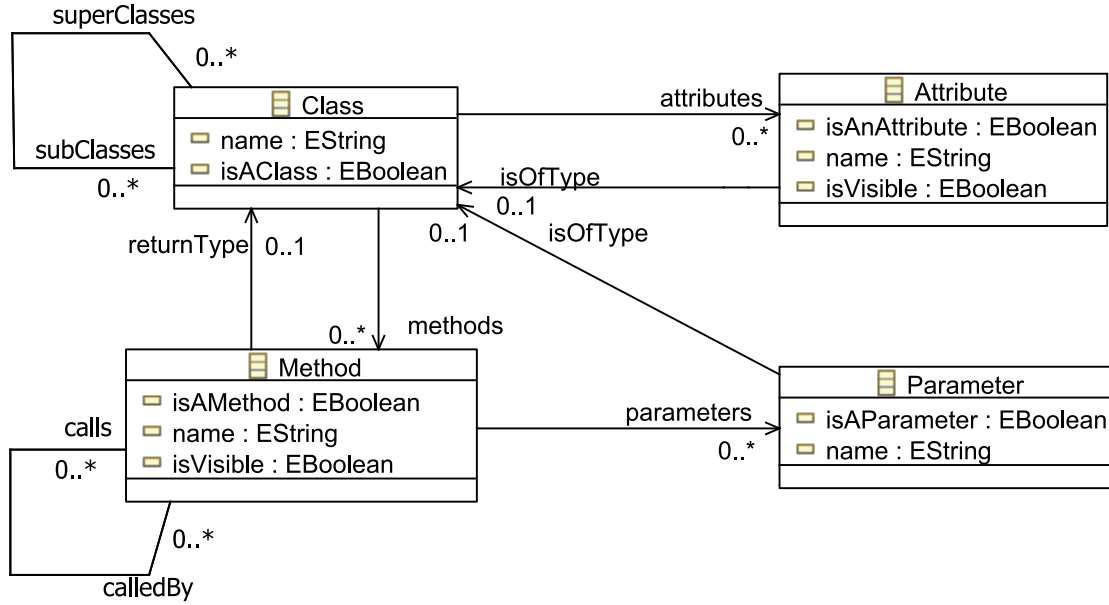 superClasses
0..*
Class
name : EString
isAClass : EBoolean
subClasses
0..*
attributes
0..*
Attribute
isAnAttribute : EBoolean
name : EString
isVisible : EBoolean
isOfType
0..1
0..1
isOfType
returnType
0..1
0..*
methods
Method
isAMethod : EBoolean
name : EString
isVisible : EBoolean
calls
0..*
0..*
calledBy
parameters
0..*
Parameter
isAParameter : EBoolean
name : EString